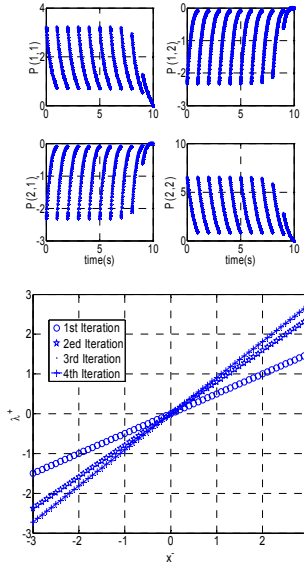 4
2
0
P(1,1)
0 5 10
0
-1
-2
-3
P(1,2)
0 5 10
0
-1
-2
-3
P(2,1)
0 5 10
time(s)
10
5
0
P(2,2)
0 5 10
time(s)
3
2
1
0
-1
-2
-3
λ+
1st Iteration
2ed Iteration
3rd Iteration
4th Iteration
-3 -2 -1 0 1 2
x-